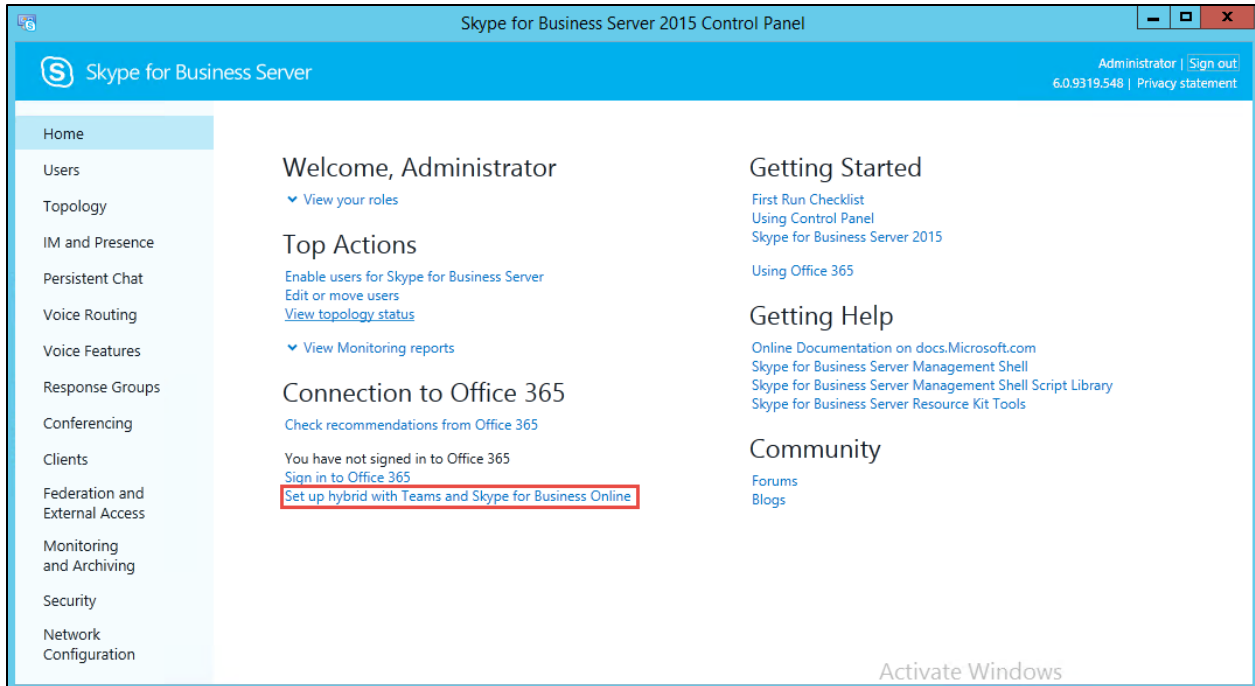 Skype for Business Server 2015 Control Panel
Skype for Business Server
Administrator | Sign out
6.0.9319.548 | Privacy statement
Home
Users
Topology
IM and Presence
Persistent Chat
Voice Routing
Voice Features
Response Groups
Conferencing
Clients
Federation and
External Access
Monitoring
and Archiving
Security
Network
Configuration
Welcome, Administrator
View your roles
Top Actions
Enable users for Skype for Business Server
Edit or move users
View topology status
View Monitoring reports
Connection to Office 365
Check recommendations from Office 365
You have not signed in to Office 365
Sign in to Office 365
Set up hybrid with Teams and Skype for Business Online
Getting Started
First Run Checklist
Using Control Panel
Skype for Business Server 2015
Using Office 365
Getting Help
Online Documentation on docs.Microsoft.com
Skype for Business Server Management Shell
Skype for Business Server Management Shell Script Library
Skype for Business Server Resource Kit Tools
Community
Forums
Blogs
Activate Windows